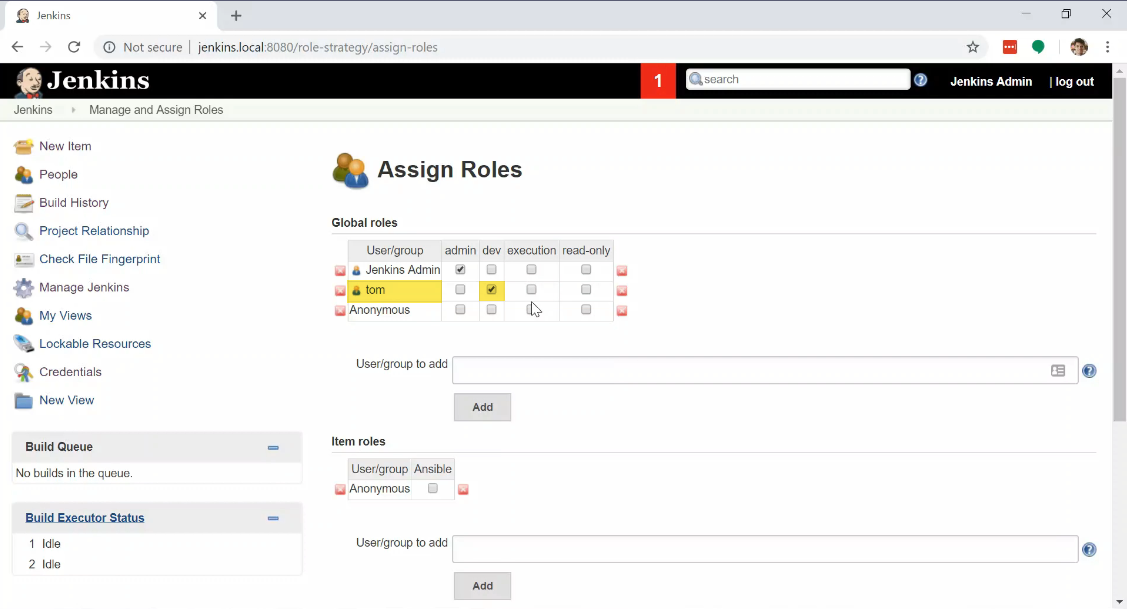 Jenkins
Not secure | jenkins.local:8080/role-strategy/assign-roles
Jenkins
1
search
Jenkins Admin
| log out
Jenkins
Manage and Assign Roles
New Item
People
Build History
Project Relationship
Check File Fingerprint
Manage Jenkins
My Views
Lockable Resources
Credentials
New View
Build Queue
No builds in the queue.
Build Executor Status
1 Idle
2 Idle
Assign Roles
Global roles
User/group admin dev execution read-only
Jenkins Admin
tom
Anonymous
User/group to add
Add
Item roles
User/group Ansible
Anonymous
User/group to add
Add